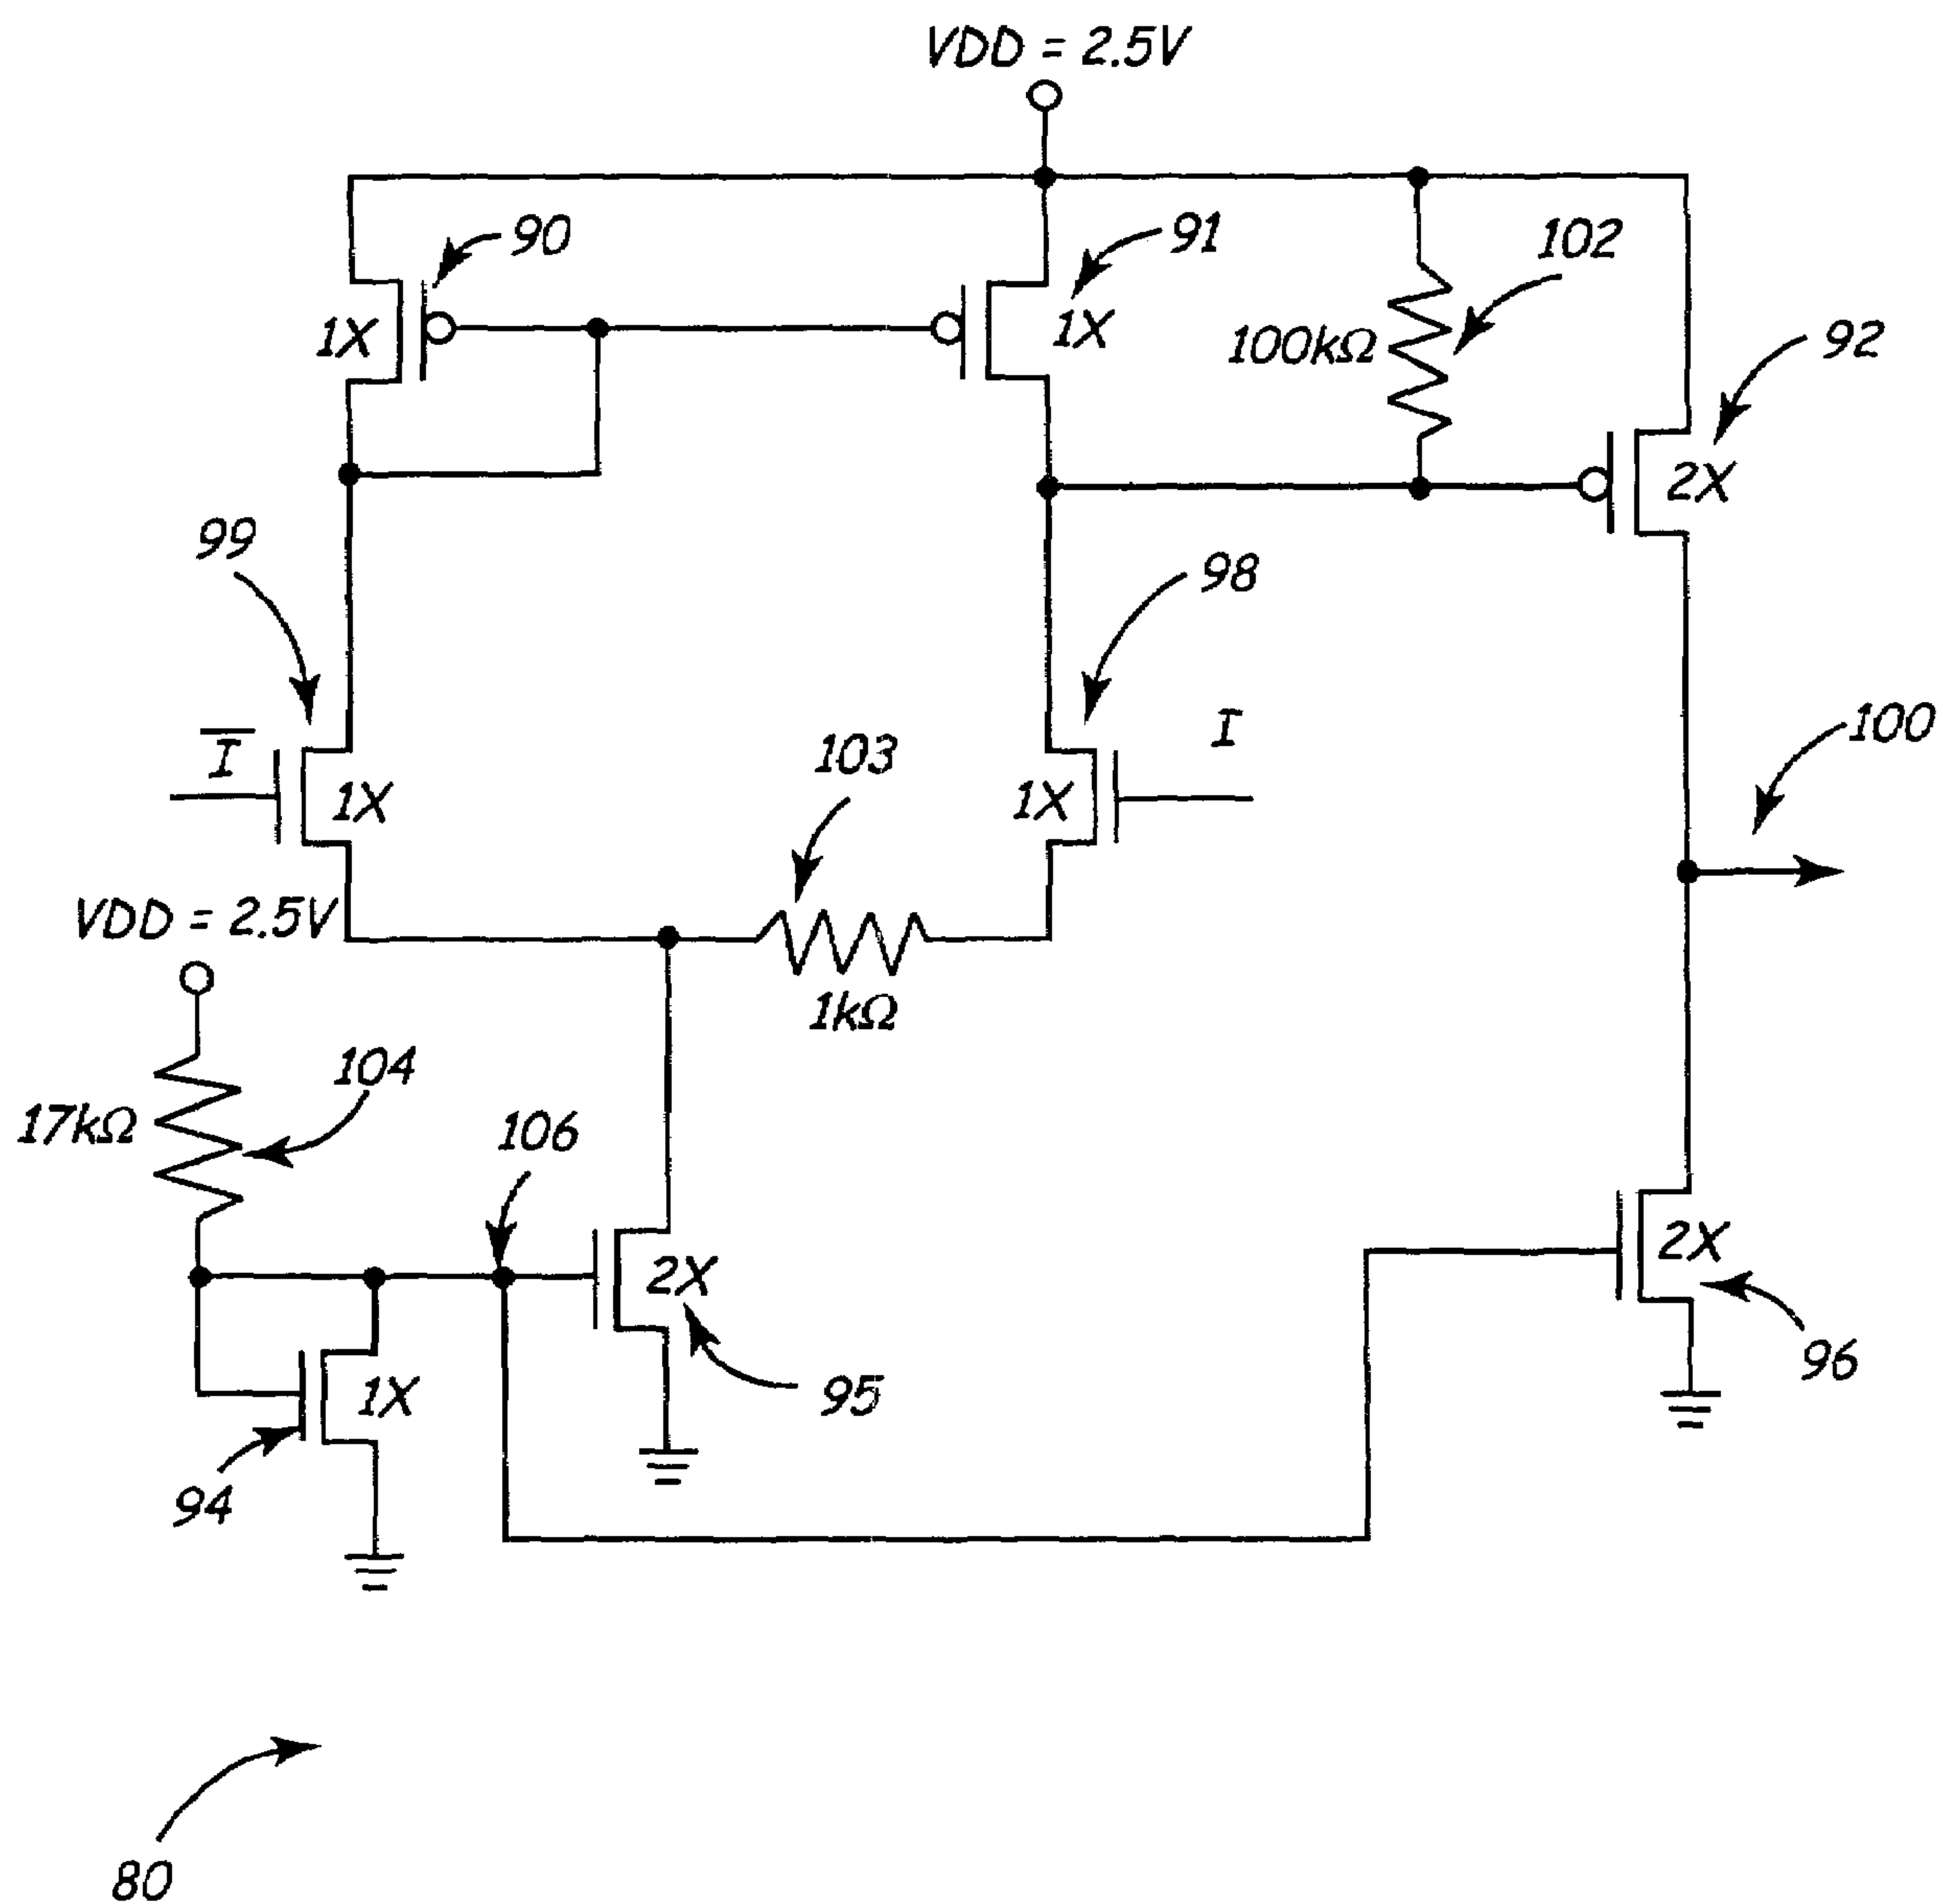 VDD = 2.5V
90
91
102
1X
1X
100kΩ
92
2X
99
98
I
103
I
100
1X
1X
VDD = 2.5V
1kΩ
104
17kΩ
106
2X
2X
1X
95
96
94
80